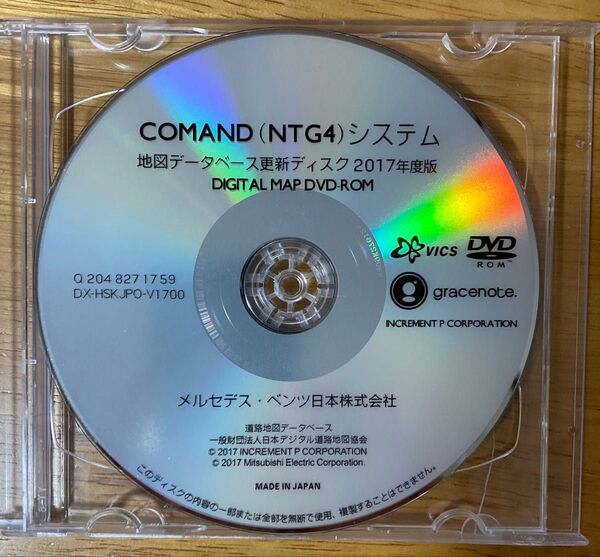 COMAND（NTG4）システム
地図データベース更新ディスク 2017年度版
DIGITAL MAP DVD-ROM
VICS
DVD
ROM™
Q 204 827 17 59
DX-HSKJPO-V1700
gracenote.
INCREMENT P CORPORATION
メルセデス・ベンツ日本株式会社
道路地図データベース
一般財団法人日本デジタル道路地図協会
© 2017 INCREMENT P CORPORATION
© 2017 Mitsubishi Electric Corporation.
MADE IN JAPAN
このディスクの内容の一部または全部を無断で使用、複製することはできません。